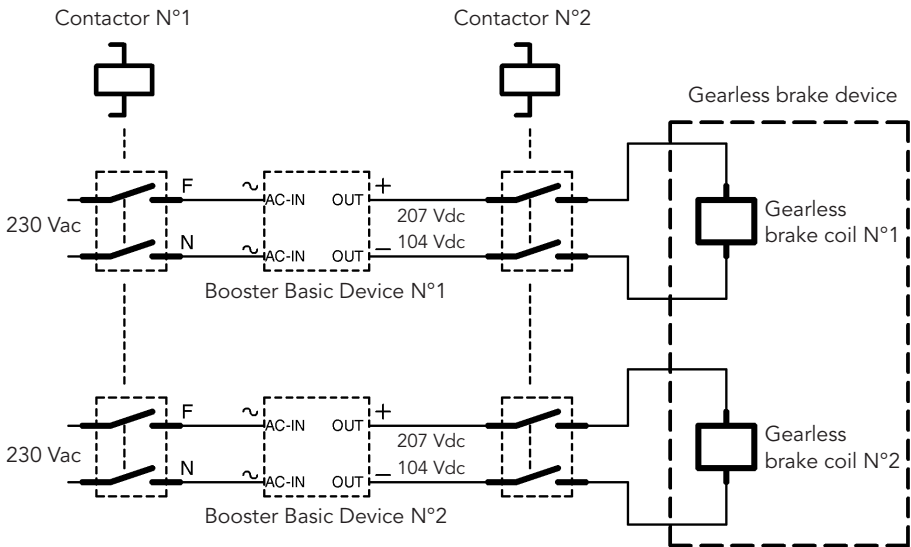 Contactor N°1
Contactor N°2
Gearless brake device
230 Vac
F
~
AC-IN
OUT
+
207 Vdc
N
~
AC-IN
OUT
–
104 Vdc
Booster Basic Device N°1
Gearless
brake coil N°1
230 Vac
F
~
AC-IN
OUT
+
207 Vdc
N
~
AC-IN
OUT
–
104 Vdc
Booster Basic Device N°2
Gearless
brake coil N°2